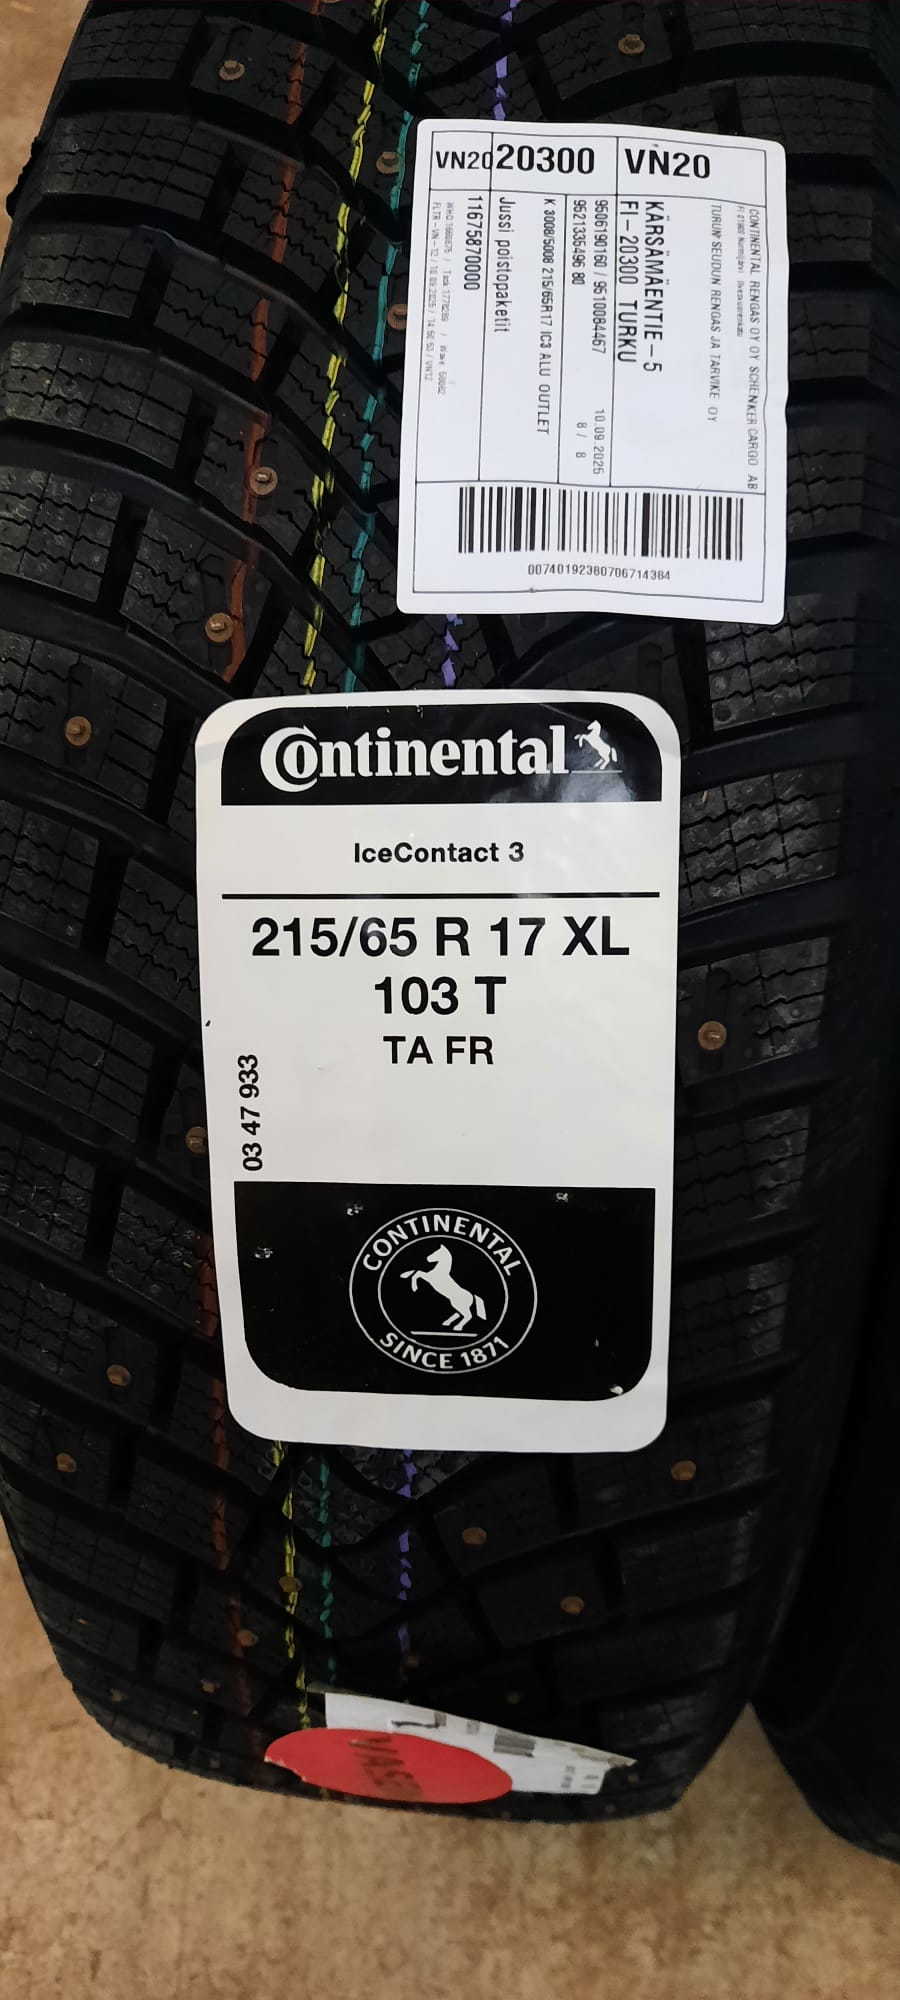 VN20
20300
VN20
CONTINENTAL RENGAS OY OY SCHENKER CARGO AB
TURUN SEUDUN RENGAS JA TARVIKE OY
KÄRSÄMÄENTIE-5
FI-20300 TURKU
9506190160 / 9510084467 10.09.2025
9521335496 80 8 / 8
K 3008/5008 215/65R17 IC3 ALU OUTLET
Jussi poistopaketit
11675870000
00740192380706714384
Continental
IceContact 3
215/65 R 17 XL
103 T
TA FR
03 47 933
CONTINENTAL
SINCE 1871